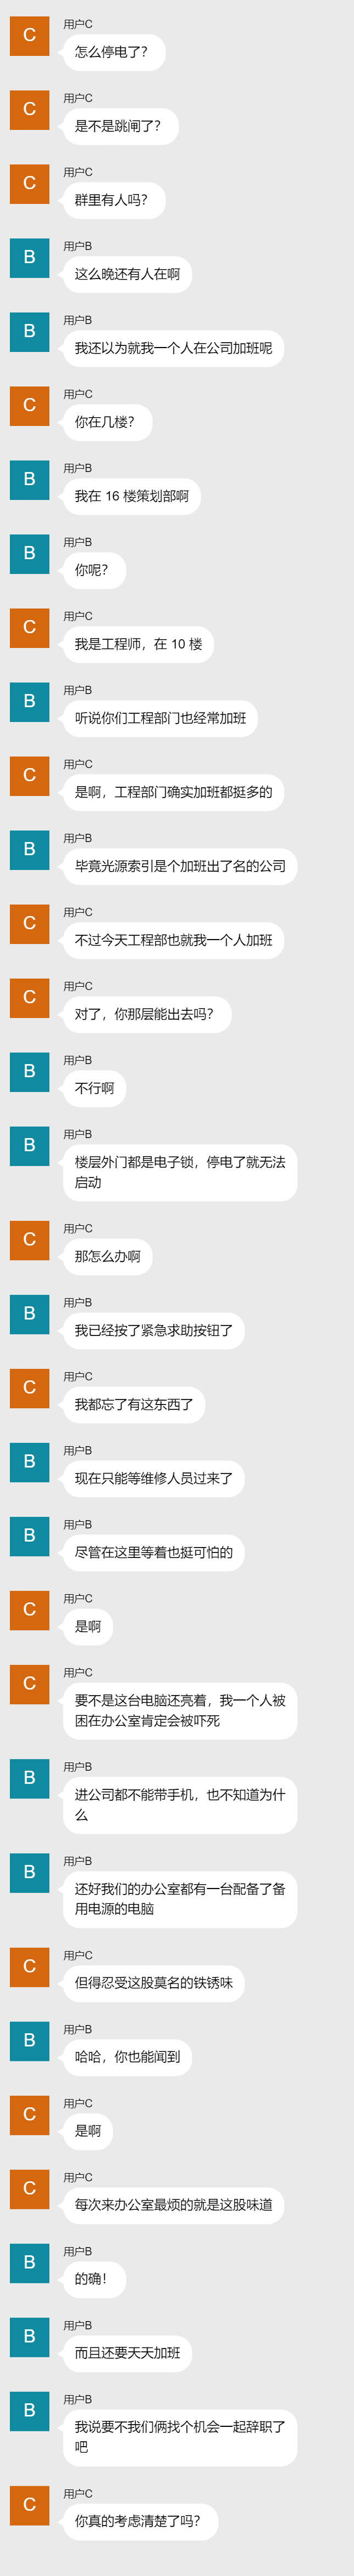 用户C
C
怎么停电了?
用户C
C
是不是跳闸了?
用户C
C
群里有人吗?
用户B
B
这么晚还有人在啊
用户B
B
我还以为就我一个人在公司加班呢
用户C
C
你在几楼?
用户B
B
我在 16 楼策划部啊
用户B
B
你呢?
用户C
C
我是工程师，在 10 楼
用户B
B
听说你们工程部门也经常加班
用户C
C
是啊，工程部门确实加班都挺多的
用户B
B
毕竟光源索引是个加班出了名的公司
用户C
C
不过今天工程部也就我一个人加班
用户C
C
对了，你那层能出去吗?
用户B
B
不行啊
用户B
B
楼层外门都是电子锁，停电了就无法
启动
用户C
C
那怎么办啊
用户B
B
我已经按了紧急求助按钮了
用户C
C
我都忘了有这东西了
用户B
B
现在只能等维修人员过来了
用户B
B
尽管在这里等着也挺可怕的
用户C
C
是啊
用户C
C
要不是这台电脑还亮着，我一个人被
困在办公室肯定会被吓死
用户B
B
进公司都不能带手机，也不知道为什
么
用户B
B
还好我们的办公室都有一台配备了备
用电源的电脑
用户C
C
但得忍受这股莫名的铁锈味
用户B
B
哈哈，你也能闻到
用户C
C
是啊
用户C
C
每次来办公室最烦的就是这股味道
用户B
B
的确!
用户B
B
而且还要天天加班
用户B
B
我说要不我们俩找个机会一起辞职了
吧
用户C
C
你真的考虑清楚了吗?